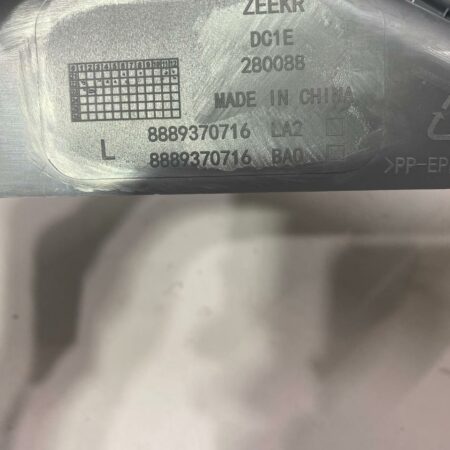 ZEEKR
DC1E
280088
MADE IN CHINA
8889370716 LA2
L
8889370716 BA0
>PP-EP